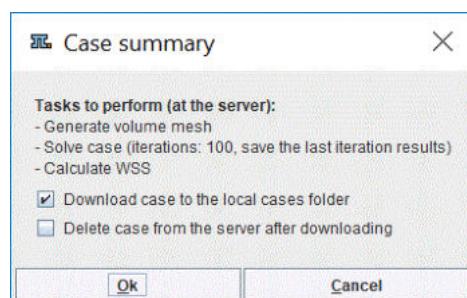 Case summary
Tasks to perform (at the server):
- Generate volume mesh
- Solve case (iterations: 100, save the last iteration results)
- Calculate WSS
Download case to the local cases folder
Delete case from the server after downloading
Ok
Cancel